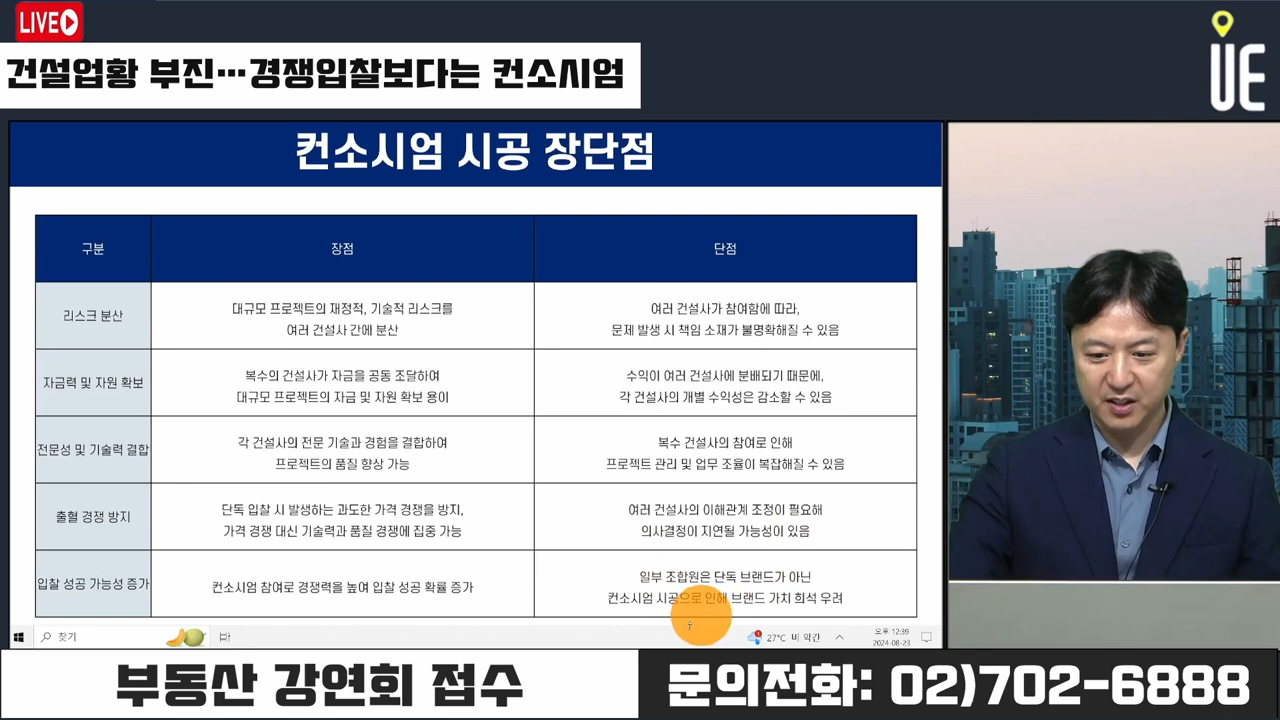 LIVE
건설업황 부진…경쟁입찰보다는 컨소시엄
UE
컨소시엄 시공 장단점
구분
장점
단점
리스크 분산
대규모 프로젝트의 재정적, 기술적 리스크를
여러 건설사 간에 분산
여러 건설사가 참여함에 따라,
문제 발생 시 책임 소재가 불명확해질 수 있음
자금력 및 자원 확보
복수의 건설사가 자금을 공동 조달하여
대규모 프로젝트의 자금 및 자원 확보 용이
수익이 여러 건설사에 분배되기 때문에,
각 건설사의 개별 수익성은 감소할 수 있음
전문성 및 기술력 결합
각 건설사의 전문 기술과 경험을 결합하여
프로젝트의 품질 향상 가능
복수 건설사의 참여로 인해
프로젝트 관리 및 업무 조율이 복잡해질 수 있음
출혈 경쟁 방지
단독 입찰 시 발생하는 과도한 가격 경쟁을 방지,
가격 경쟁 대신 기술력과 품질 경쟁에 집중 가능
여러 건설사의 이해관계 조정이 필요해
의사결정이 지연될 가능성이 있음
입찰 성공 가능성 증가
컨소시엄 참여로 경쟁력을 높여 입찰 성공 확률 증가
일부 조합원은 단독 브랜드가 아닌
컨소시엄 시공으로 인해 브랜드 가치 희석 우려
찾기
27℃ 비 약간
오후 12:39
2024-08-23
부동산 강연회 접수
문의전화: 02)702-6888